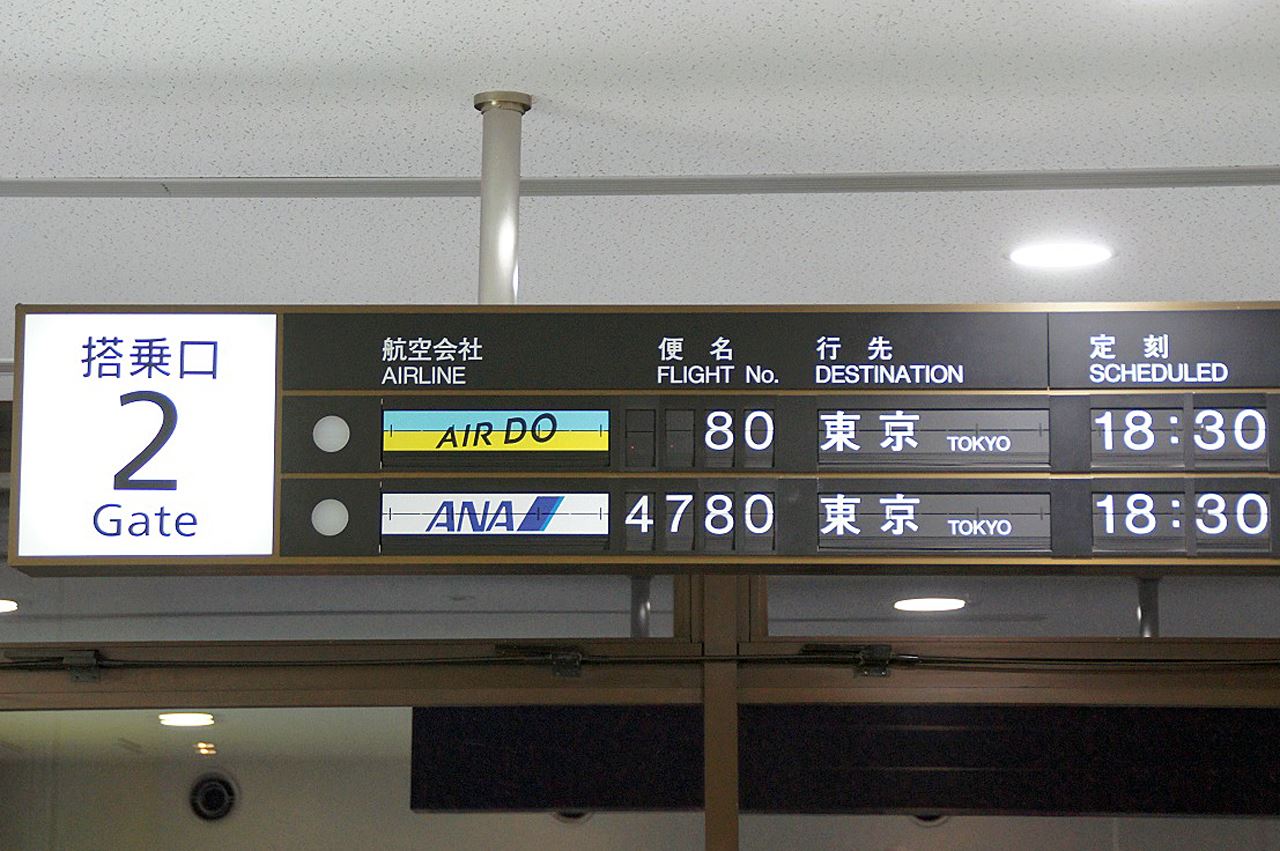 搭乗口
2
Gate
航空会社 便名 行先 定刻
AIRLINE FLIGHT No. DESTINATION SCHEDULED
AIR DO 80 東京 TOKYO 18:30
ANA 4780 東京 TOKYO 18:30